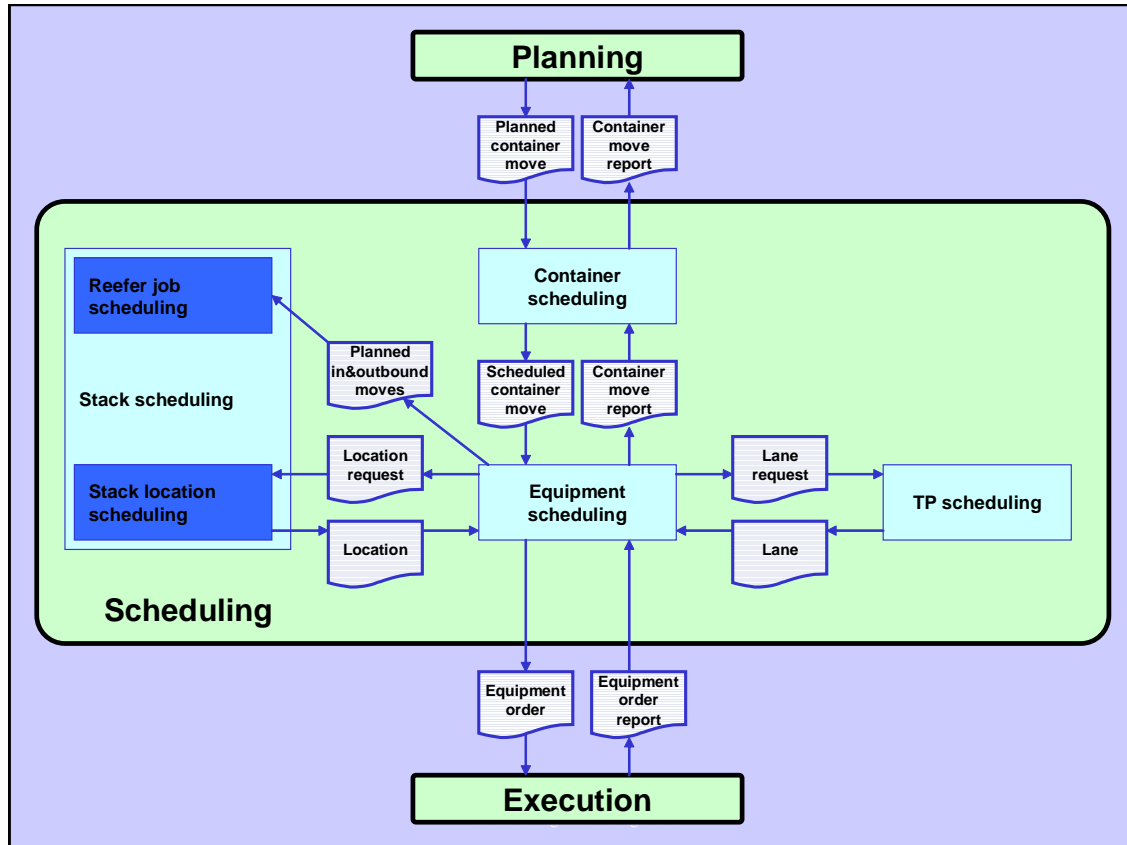 Planning
Planned
container
move
Container
move
report
Reefer job
scheduling
Container
scheduling
Planned
in&outbound
moves
Scheduled
container
move
Container
move
report
Stack scheduling
Location
request
Lane
request
Stack location
scheduling
Equipment
scheduling
TP scheduling
Location
Lane
Scheduling
Equipment
order
Equipment
order
report
Execution